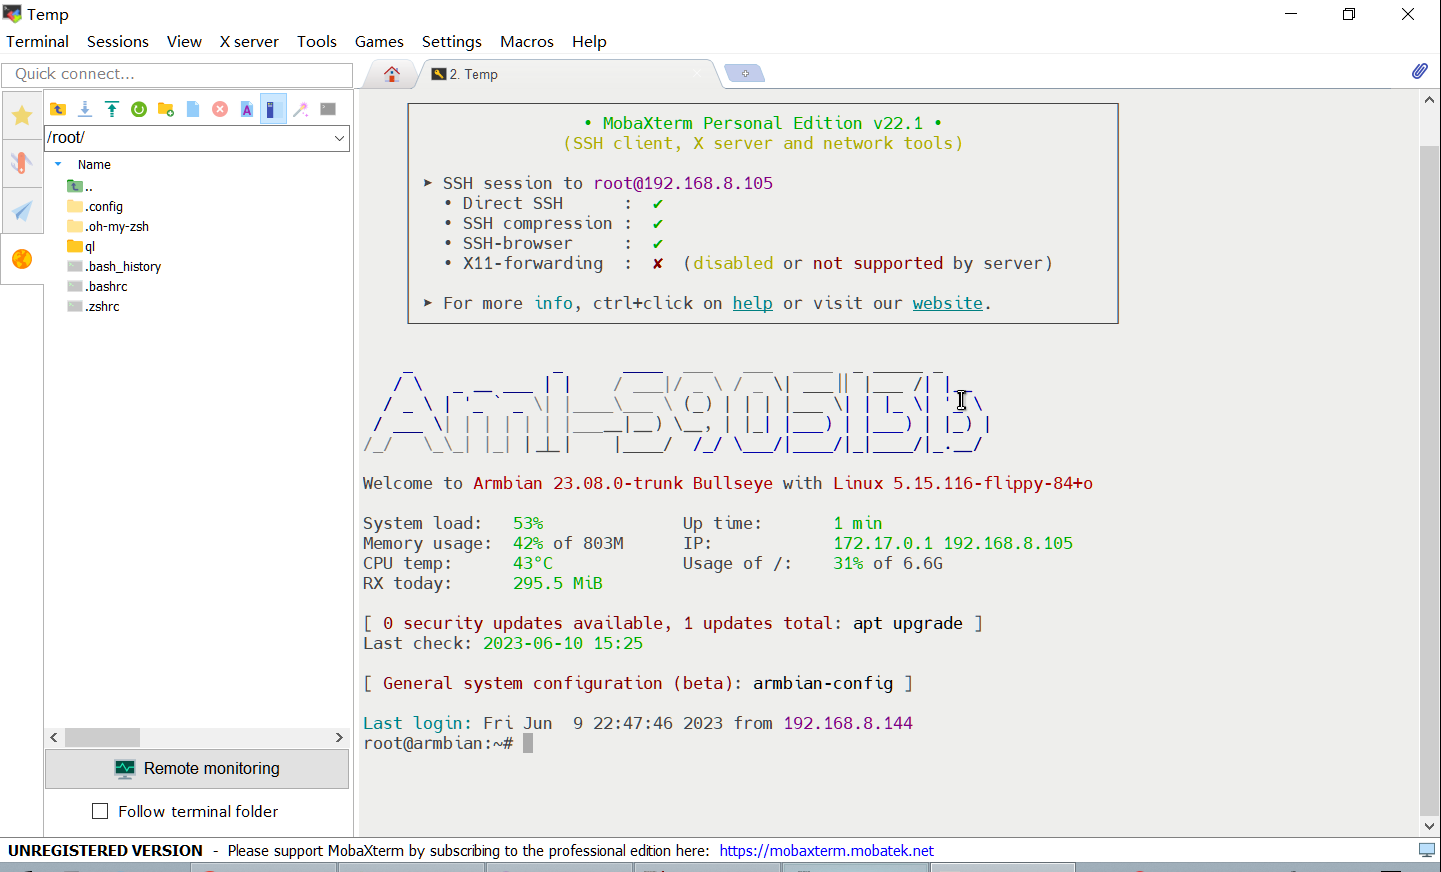 Temp
Terminal Sessions View X server Tools Games Settings Macros Help
Quick connect...
2. Temp
/root/
Name
..
.config
.oh-my-zsh
ql
.bash_history
.bashrc
.zshrc
Remote monitoring
Follow terminal folder
• MobaXterm Personal Edition v22.1 •
(SSH client, X server and network tools)
➤ SSH session to root@192.168.8.105
• Direct SSH : ✔
• SSH compression : ✔
• SSH-browser : ✔
• X11-forwarding : ✘ (disabled or not supported by server)
➤ For more info, ctrl+click on help or visit our website.
Aml-S905l3b
Welcome to Armbian 23.08.0-trunk Bullseye with Linux 5.15.116-flippy-84+o
System load: 53% Up time: 1 min
Memory usage: 42% of 803M IP: 172.17.0.1 192.168.8.105
CPU temp: 43°C Usage of /: 31% of 6.6G
RX today: 295.5 MiB
[ 0 security updates available, 1 updates total: apt upgrade ]
Last check: 2023-06-10 15:25
[ General system configuration (beta): armbian-config ]
Last login: Fri Jun 9 22:47:46 2023 from 192.168.8.144
root@armbian:~#
UNREGISTERED VERSION - Please support MobaXterm by subscribing to the professional edition here: https://mobaxterm.mobatek.net